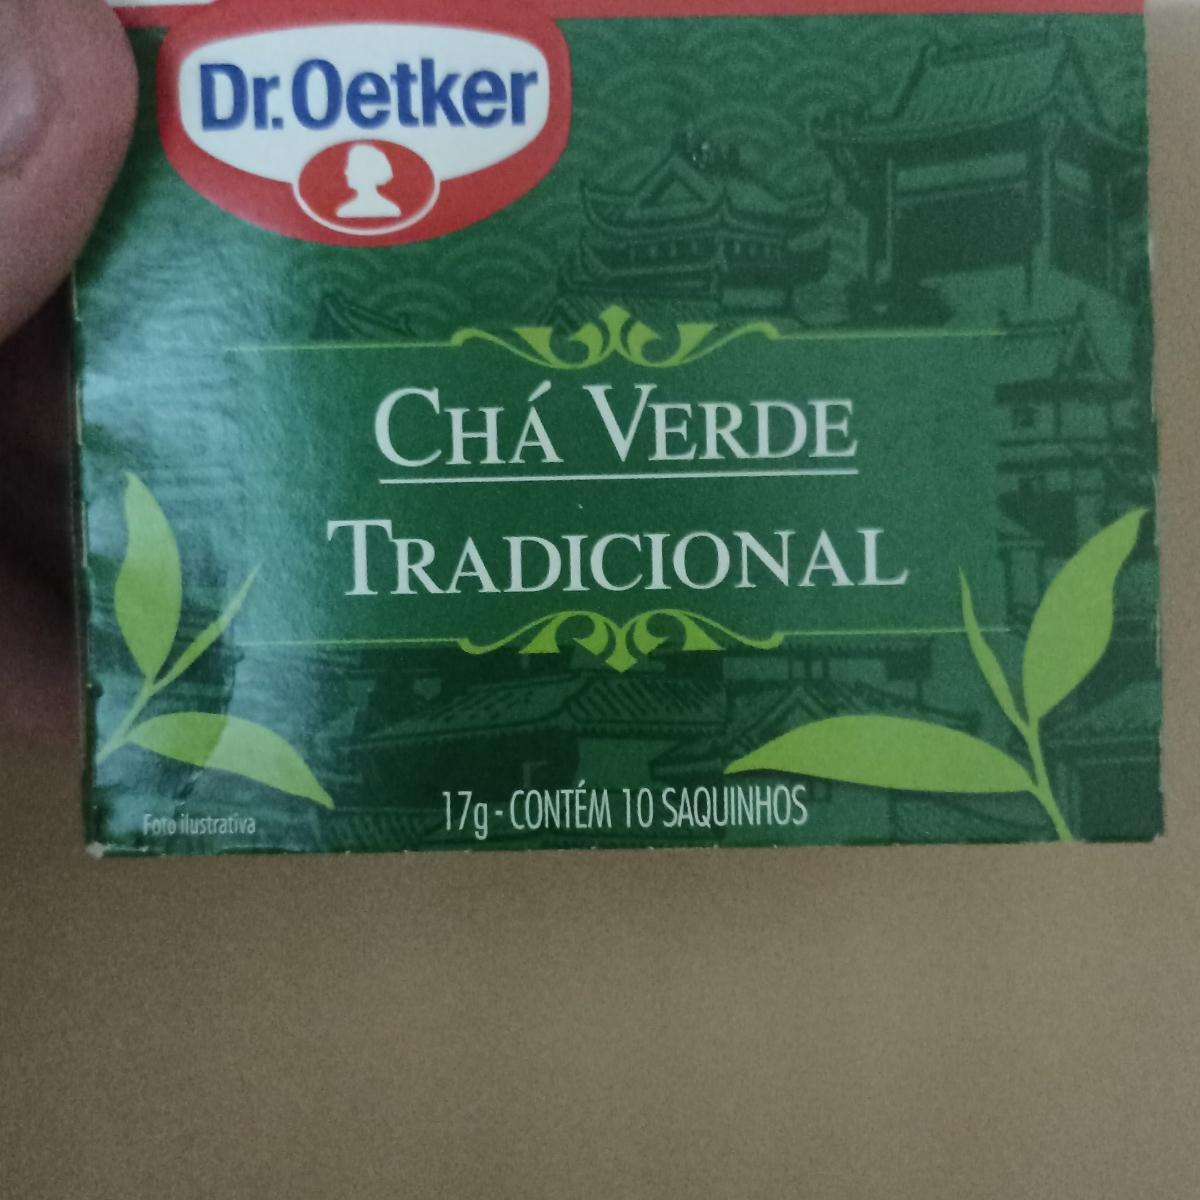 Dr.Oetker
CHÁ VERDE
TRADICIONAL
17g - CONTÉM 10 SAQUINHOS
Foto ilustrativa